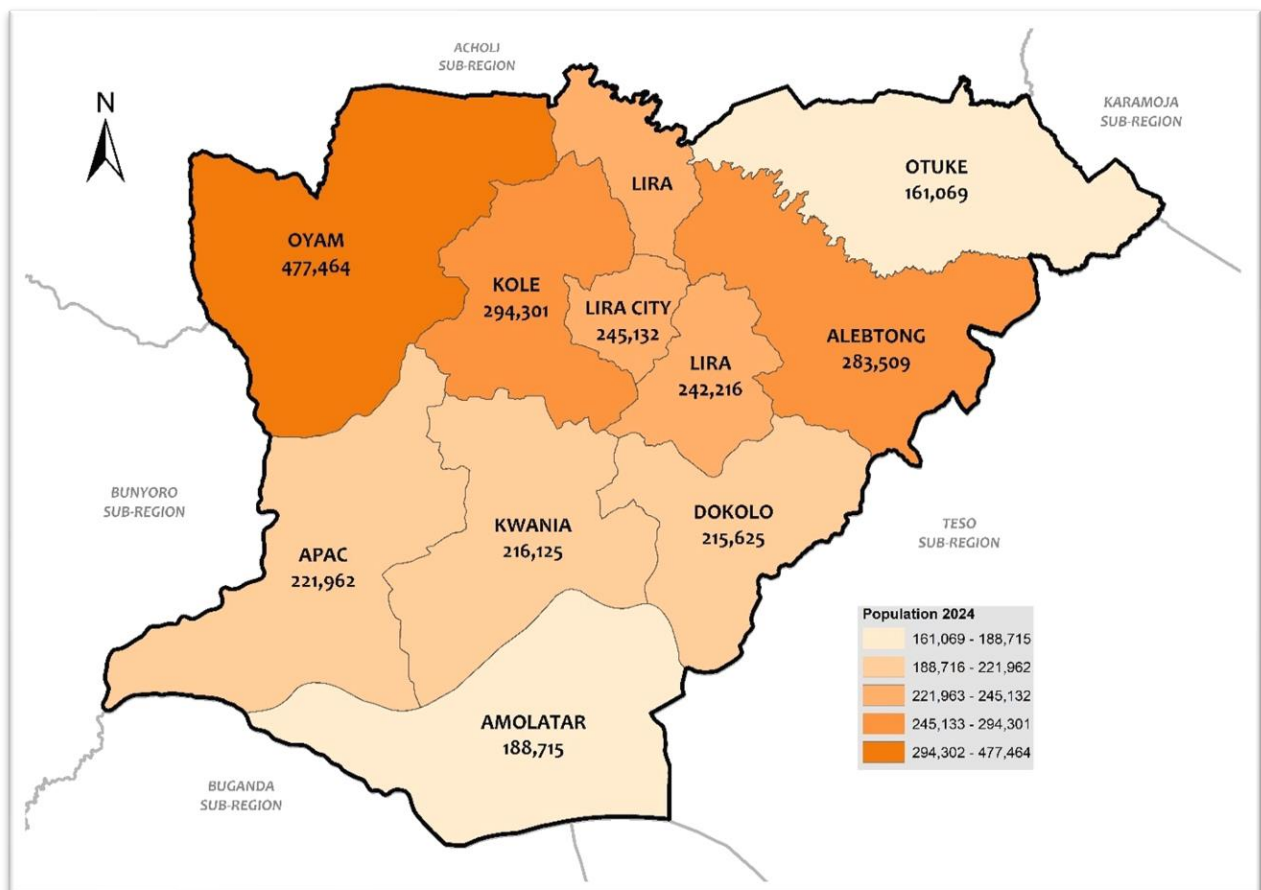 ACHOLI
SUB-REGION
N
KARAMOJA
SUB-REGION
OTUKE
161,069
LIRA
OYAM
477,464
KOLE
294,301
LIRA CITY
245,132
ALEBTONG
283,509
LIRA
242,216
BUNYORO
SUB-REGION
DOKOLO
215,625
KWANIA
216,125
TESO
SUB-REGION
APAC
221,962
Population 2024
161,069 - 188,715
188,716 - 221,962
221,963 - 245,132
245,133 - 294,301
294,302 - 477,464
AMOLATAR
188,715
BUGANDA
SUB-REGION